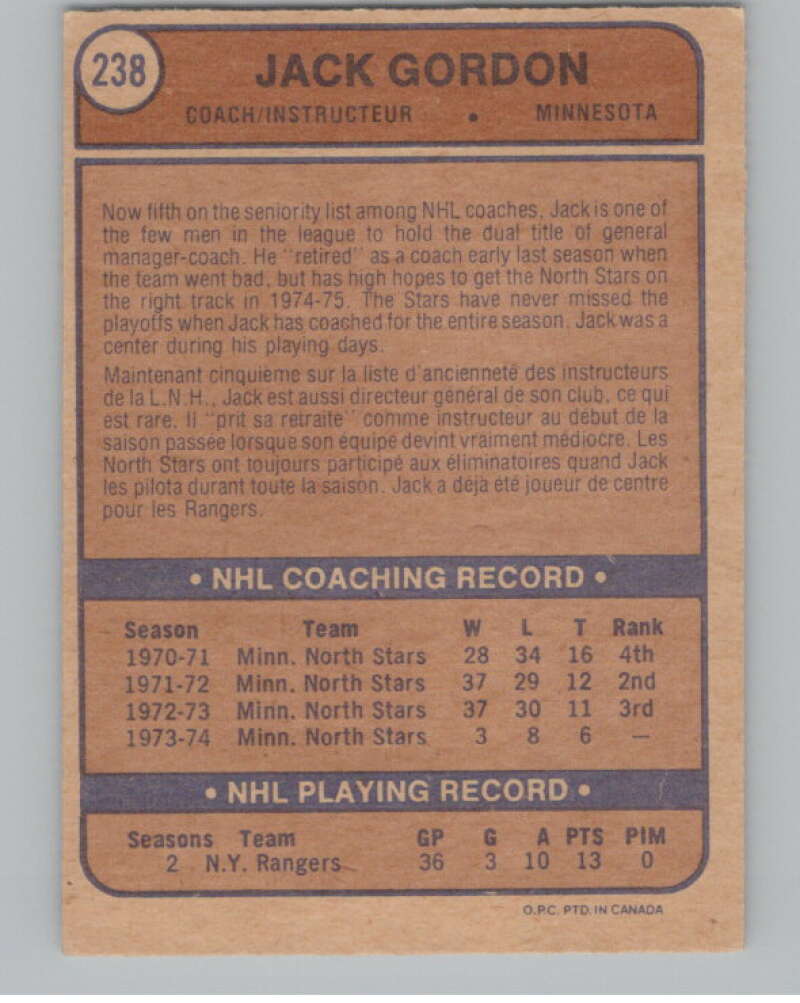 238
JACK GORDON
COACH/INSTRUCTEUR • MINNESOTA
Now fifth on the seniority list among NHL coaches, Jack is one of
the few men in the league to hold the dual title of general
manager-coach. He "retired" as a coach early last season when
the team went bad, but has high hopes to get the North Stars on
the right track in 1974-75. The Stars have never missed the
playoffs when Jack has coached for the entire season. Jack was a
center during his playing days.
Maintenant cinquième sur la liste d'ancienneté des instructeurs
de la L.N.H., Jack est aussi directeur général de son club, ce qui
est rare. Il "prit sa retraite" comme instructeur au début de la
saison passée lorsque son équipe devint vraiment médiocre. Les
North Stars ont toujours participé aux éliminatoires quand Jack
les pilota durant toute la saison. Jack a déjà été joueur de centre
pour les Rangers.
• NHL COACHING RECORD •
Season Team W L T Rank
1970-71 Minn. North Stars 28 34 16 4th
1971-72 Minn. North Stars 37 29 12 2nd
1972-73 Minn. North Stars 37 30 11 3rd
1973-74 Minn. North Stars 3 8 6 —
• NHL PLAYING RECORD •
Seasons Team GP G A PTS PIM
2 N.Y. Rangers 36 3 10 13 0
O.P.C. PTD. IN CANADA